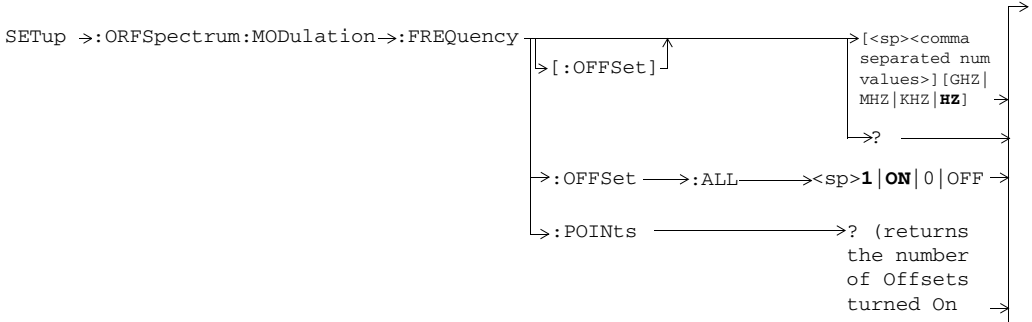 SETup :ORFSpectrum:MODulation :FREQuency
[:OFFSet]
[<sp><comma
separated num
values>][GHZ|
MHZ|KHZ|HZ]
?
:OFFSet :ALL <sp>1|ON|0|OFF
:POINts ? (returns
the number
of Offsets
turned On